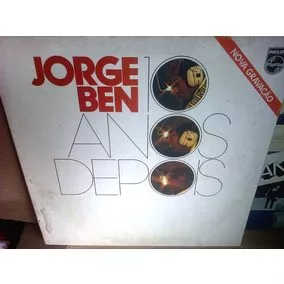 JORGE
BEN 10
ANOS
DEPOIS
NOVA GRAVAÇÃO
PHILIPS